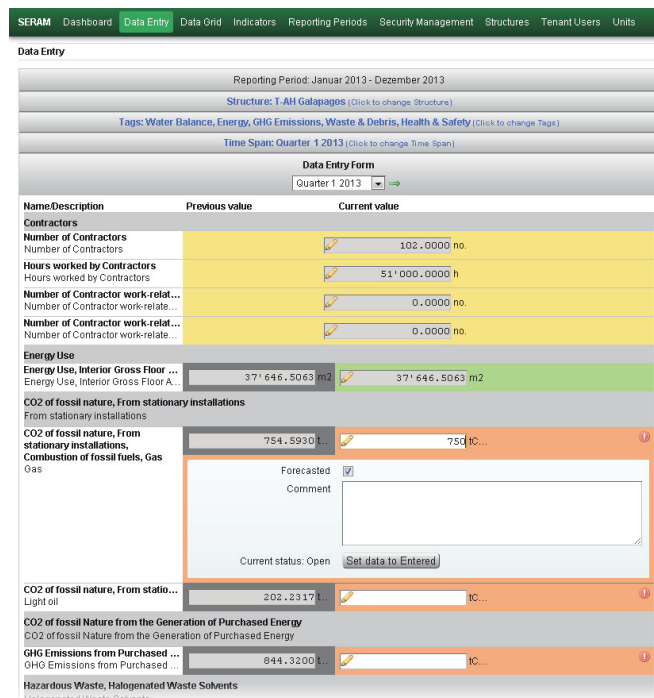 SERAM Dashboard Data Entry Data Grid Indicators Reporting Periods Security Management Structures Tenant Users Units
Data Entry
Reporting Period: Januar 2013 - Dezember 2013
Structure: T-AH Galapagos (Click to change Structure)
Tags: Water Balance, Energy, GHG Emissions, Waste & Debris, Health & Safety (Click to change Tags)
Time Span: Quarter 1 2013 (Click to change Time Span)
Data Entry Form
Quarter 1 2013
Name/Description Previous value Current value
Contractors
Number of Contractors
Number of Contractors
102.0000 no.
Hours worked by Contractors
Hours worked by Contractors
51'000.0000 h
Number of Contractor work-relat...
Number of Contractor work-relate...
0.0000 no.
Number of Contractor work-relat...
Number of Contractor work-relate...
0.0000 no.
Energy Use
Energy Use, Interior Gross Floor ...
Energy Use, Interior Gross Floor A...
37'646.5063 m2 37'646.5063 m2
CO2 of fossil nature, From stationary installations
From stationary installations
CO2 of fossil nature, From
stationary installations,
Combustion of fossil fuels, Gas
Gas
754.5930 t... 750 tC...
Forecasted
Comment
Current status: Open Set data to Entered
CO2 of fossil nature, From statio...
Light oil
202.2317 t... tC...
CO2 of fossil Nature from the Generation of Purchased Energy
CO2 of fossil Nature from the Generation of Purchased Energy
GHG Emissions from Purchased ...
GHG Emissions from Purchased ...
844.3200 t... tC...
Hazardous Waste, Halogenated Waste Solvents
Halogenated Waste Solvents